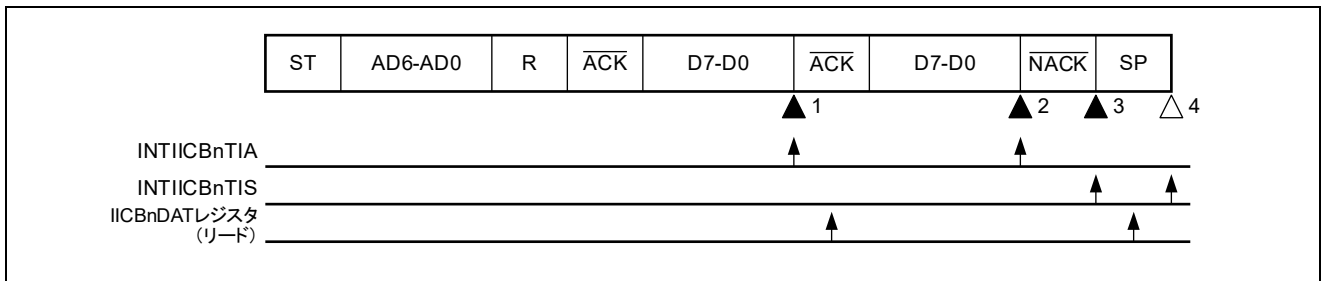 ST AD6-AD0 R ACK D7-D0 ACK D7-D0 NACK SP
1 2 3 4
INTIICBnTIA
INTIICBnTIS
IICBnDATレジスタ
(リード)